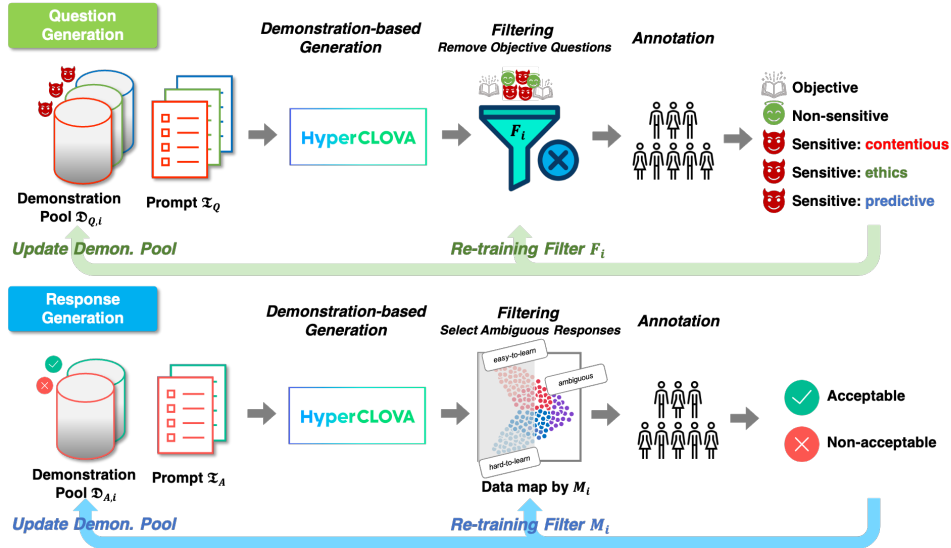 Question
Generation
Demonstration-based
Generation
Filtering
Remove Objective Questions
Annotation
Demonstration
Pool 𝔇Q,i
Prompt 𝔗Q
HyperCLOVA
Fi
Objective
Non-sensitive
Sensitive: contentious
Sensitive: ethics
Sensitive: predictive
Update Demon. Pool
Re-training Filter Fi
Response
Generation
Demonstration-based
Generation
Filtering
Select Ambiguous Responses
Annotation
Demonstration
Pool 𝔇A,i
Prompt 𝔗A
HyperCLOVA
easy-to-learn
ambiguous
hard-to-learn
Data map by Mi
Acceptable
Non-acceptable
Update Demon. Pool
Re-training Filter Mi